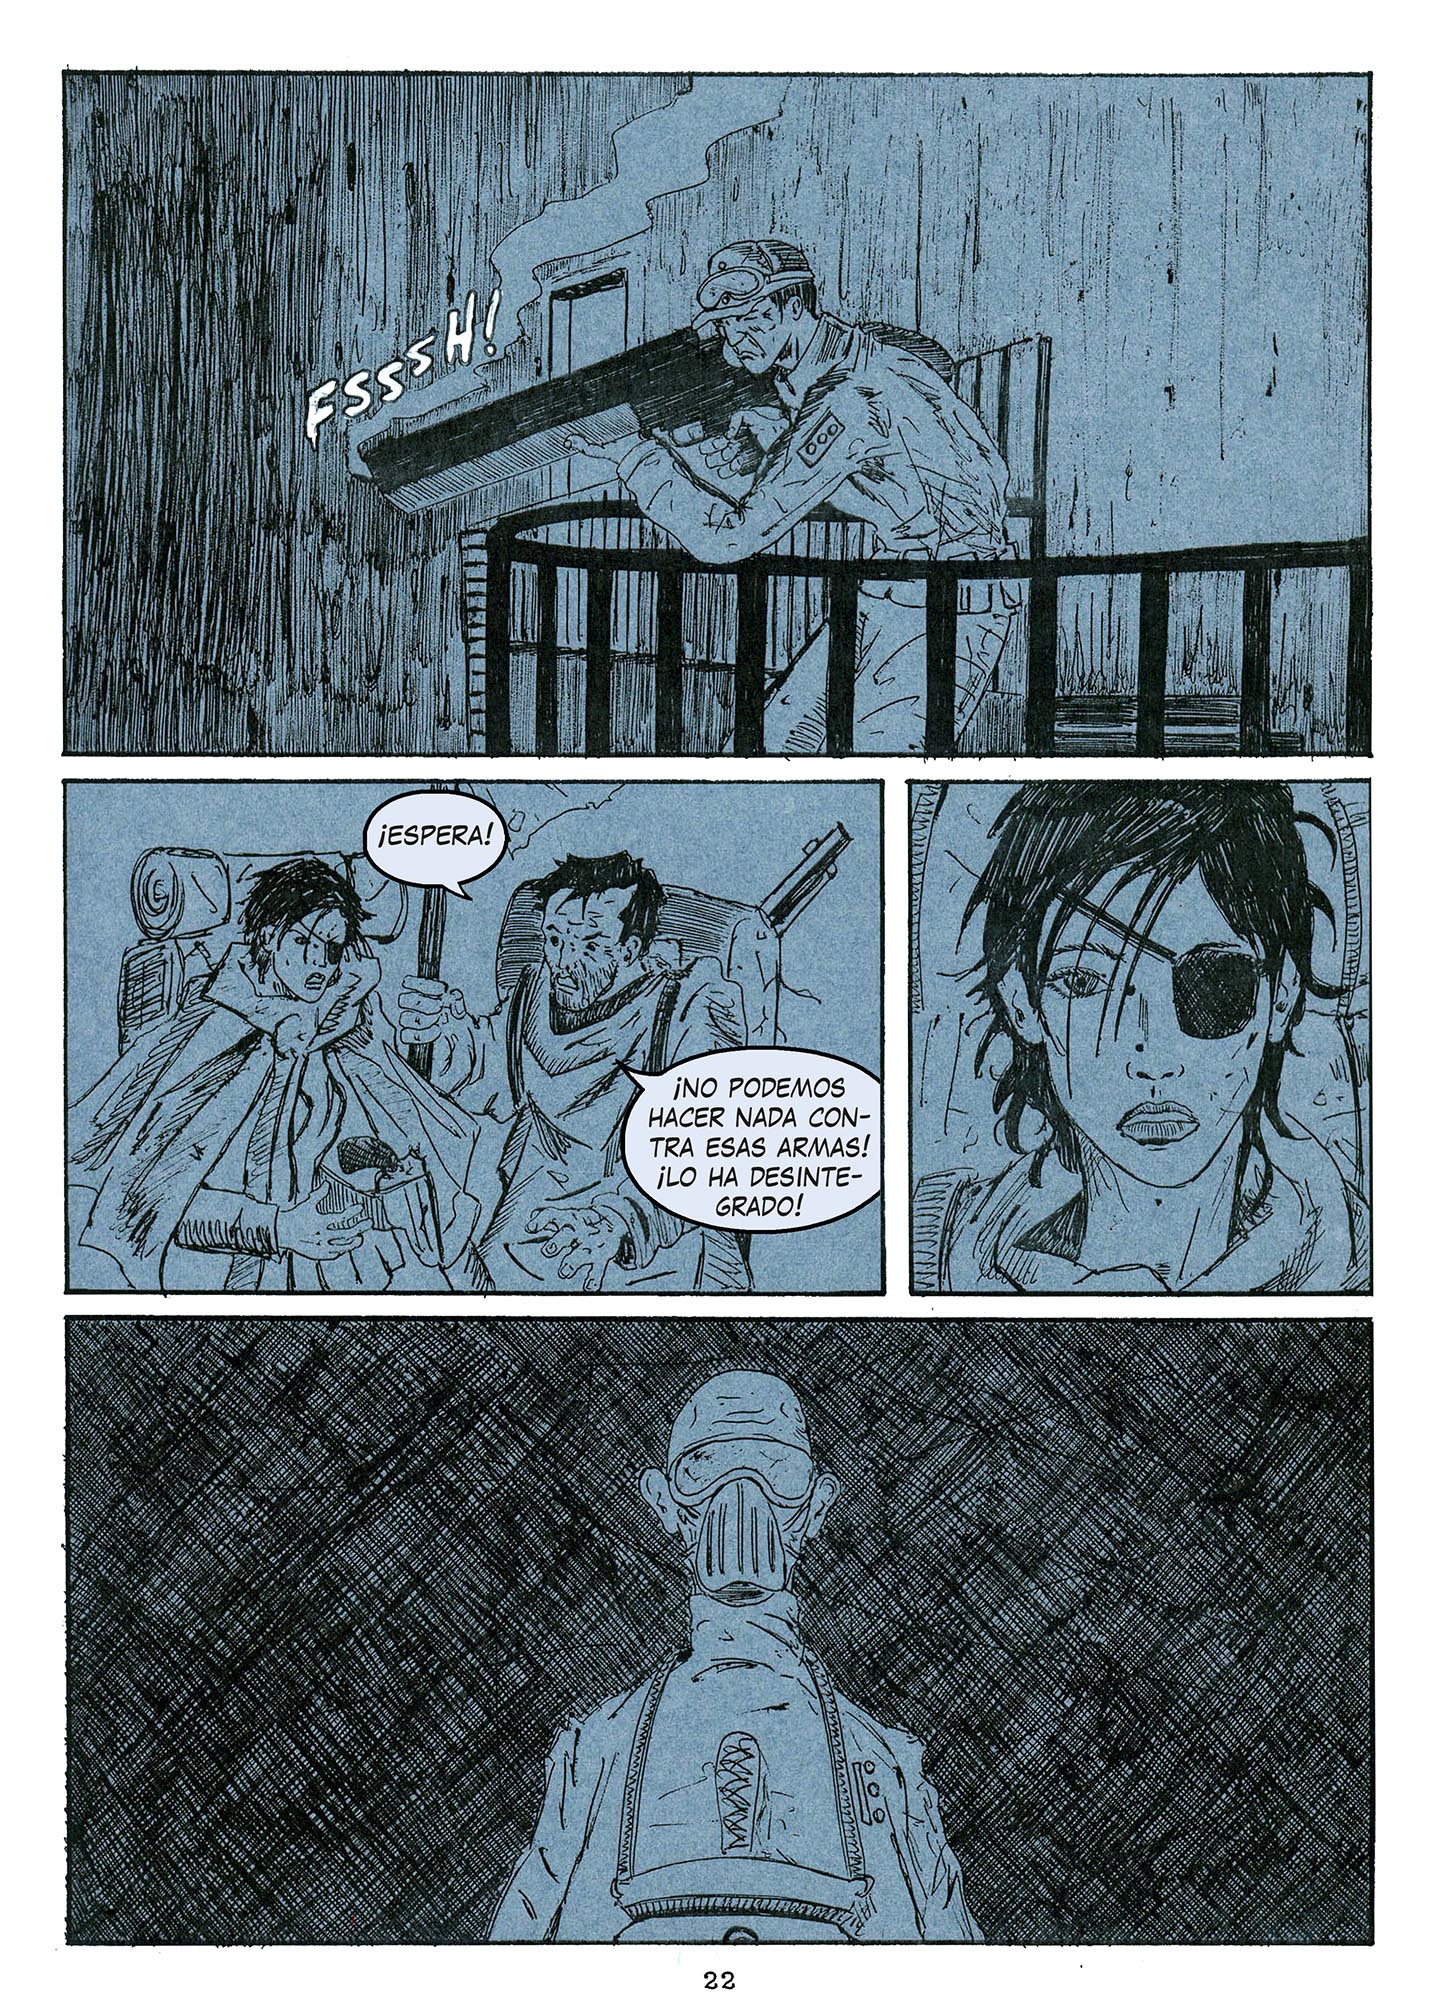 FSSSH!
¡ESPERA!
¡NO PODEMOS
HACER NADA CON-
TRA ESAS ARMAS!
¡LO HA DESINTE-
GRADO!
22